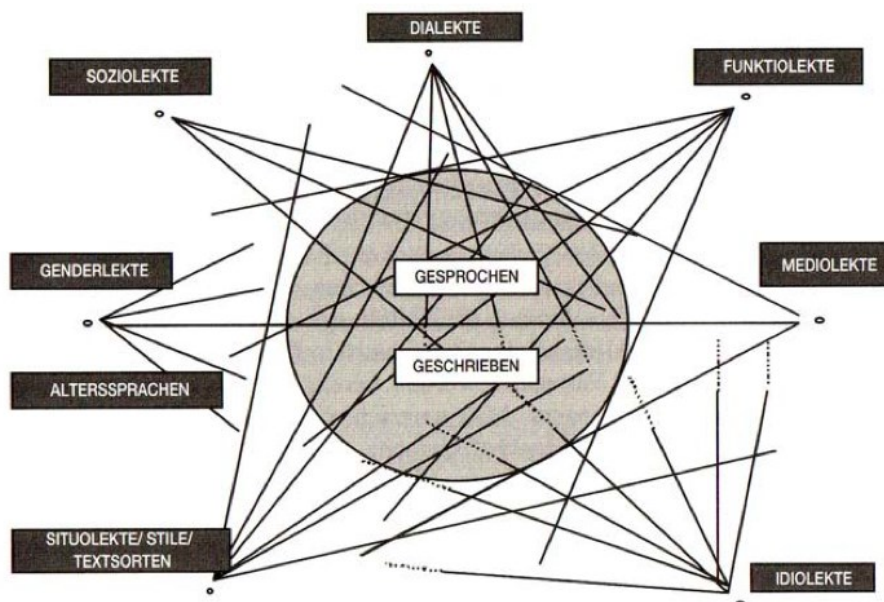 DIALEKTE
SOZIOLEKTE
FUNKTIOLEKTE
GENDERLEKTE
GESPROCHEN
MEDIOLEKTE
GESCHRIEBEN
ALTERSSPRACHEN
SITUOLEKTE/ STILE/
TEXTSORTEN
IDIOLEKTE